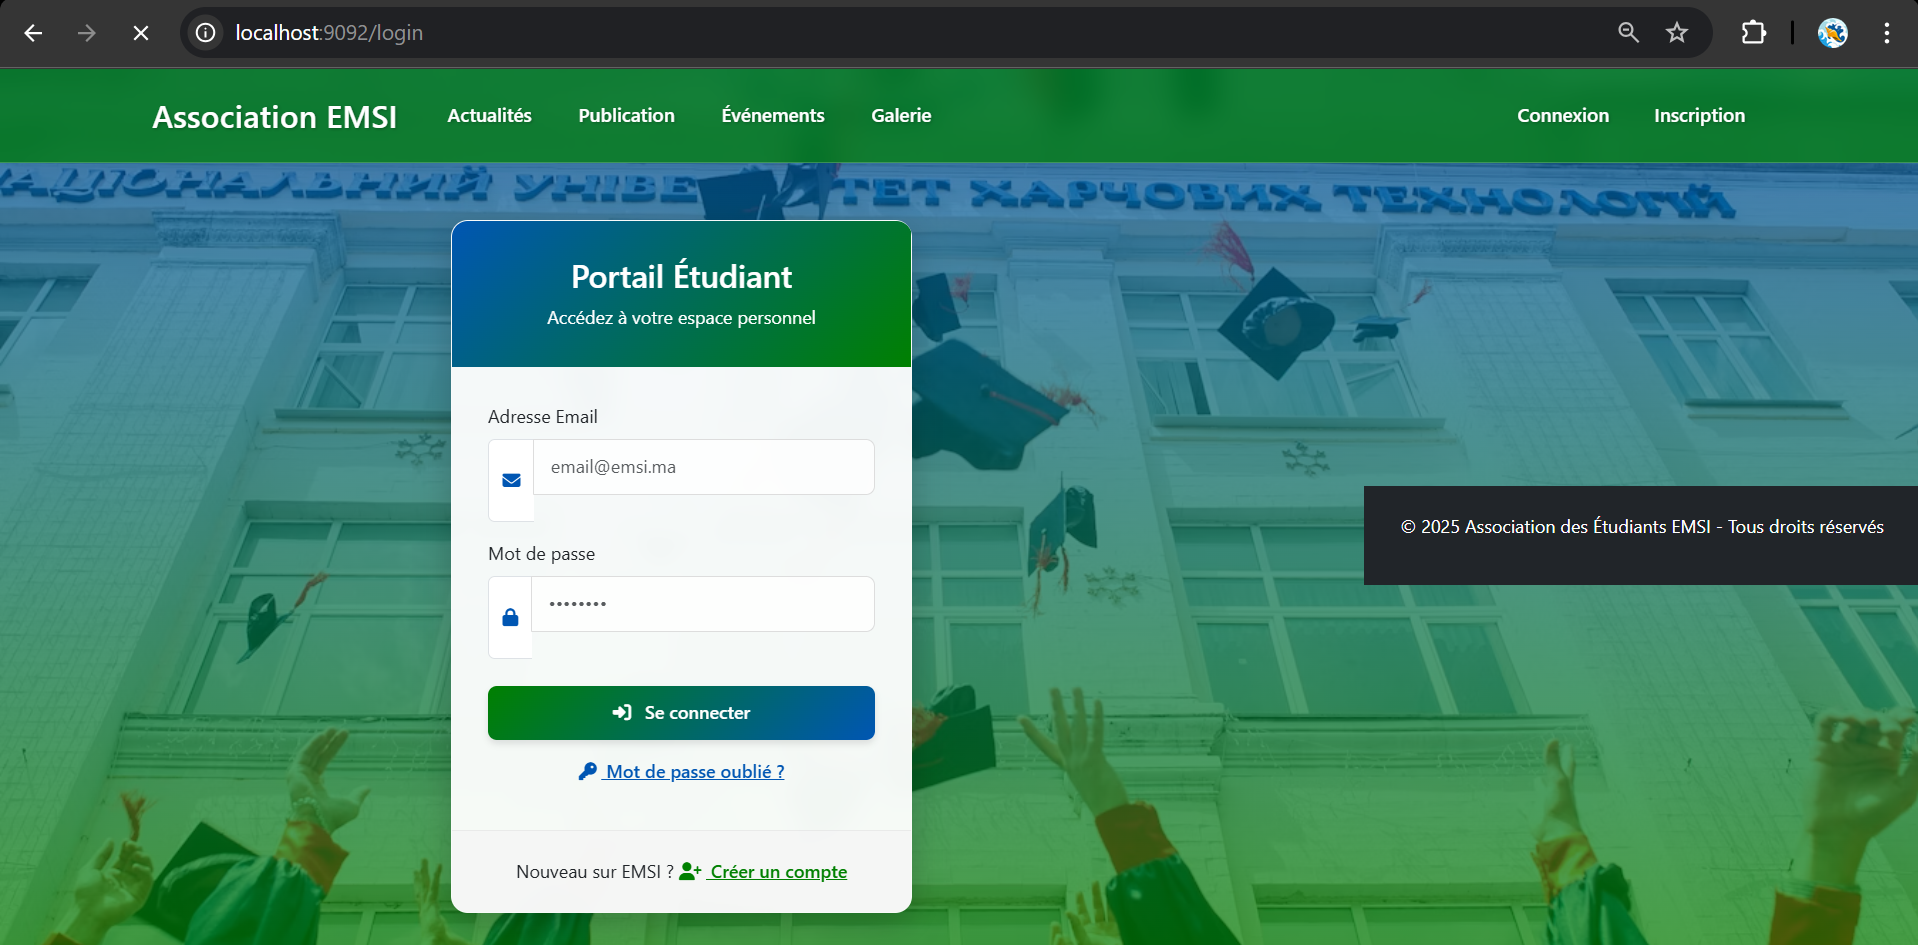 localhost:9092/login
Association EMSI
Actualités
Publication
Événements
Galerie
Connexion
Inscription
АЦІОНАЛЬНИЙ УНІВЕ ТЕТ ХАРЧОВИХ ТЕХНОЛОГІЙ
Portail Étudiant
Accédez à votre espace personnel
Adresse Email
email@emsi.ma
Mot de passe
••••••••
Se connecter
Mot de passe oublié ?
Nouveau sur EMSI ? Créer un compte
© 2025 Association des Étudiants EMSI - Tous droits réservés